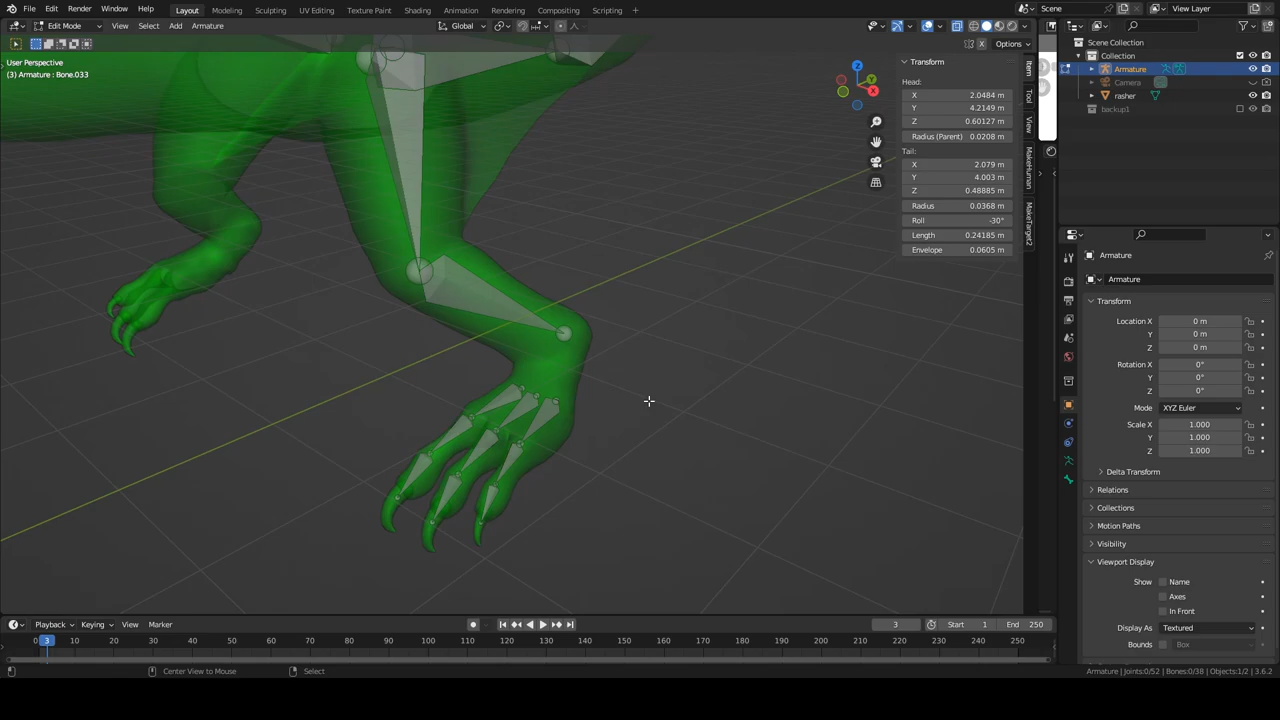 File Edit Render Window Help Layout Modeling Sculpting UV Editing Texture Paint Shading Animation Rendering Compositing Scripting + Scene View Layer
Edit Mode View Select Add Armature Global
Options
User Perspective
(3) Armature : Bone.033
Z
Y
X
Transform
Head:
X 2.0484 m
Y 4.2149 m
Z 0.60127 m
Radius (Parent) 0.0208 m
Tail:
X 2.079 m
Y 4.003 m
Z 0.48885 m
Radius 0.0368 m
Roll -30°
Length 0.24185 m
Envelope 0.0605 m
Item
Tool
View
MakeHuman
MakeTarget2
Scene Collection
Collection
Armature
Camera
rasher
backup1
Armature
Armature
Transform
Location X 0 m
Y 0 m
Z 0 m
Rotation X 0°
Y 0°
Z 0°
Mode XYZ Euler
Scale X 1.000
Y 1.000
Z 1.000
Delta Transform
Relations
Collections
Motion Paths
Visibility
Viewport Display
Show Name
Axes
In Front
Display As Textured
Bounds Box
Playback Keying View Marker 3 Start 1 End 250
0 3 10 20 30 40 50 60 70 80 90 100 110 120 130 140 150 160 170 180 190 200 210 220 230 240 250
Center View to Mouse Select Armature | Joints:0/52 | Bones:0/38 | Objects:1/2 | 3.6.2